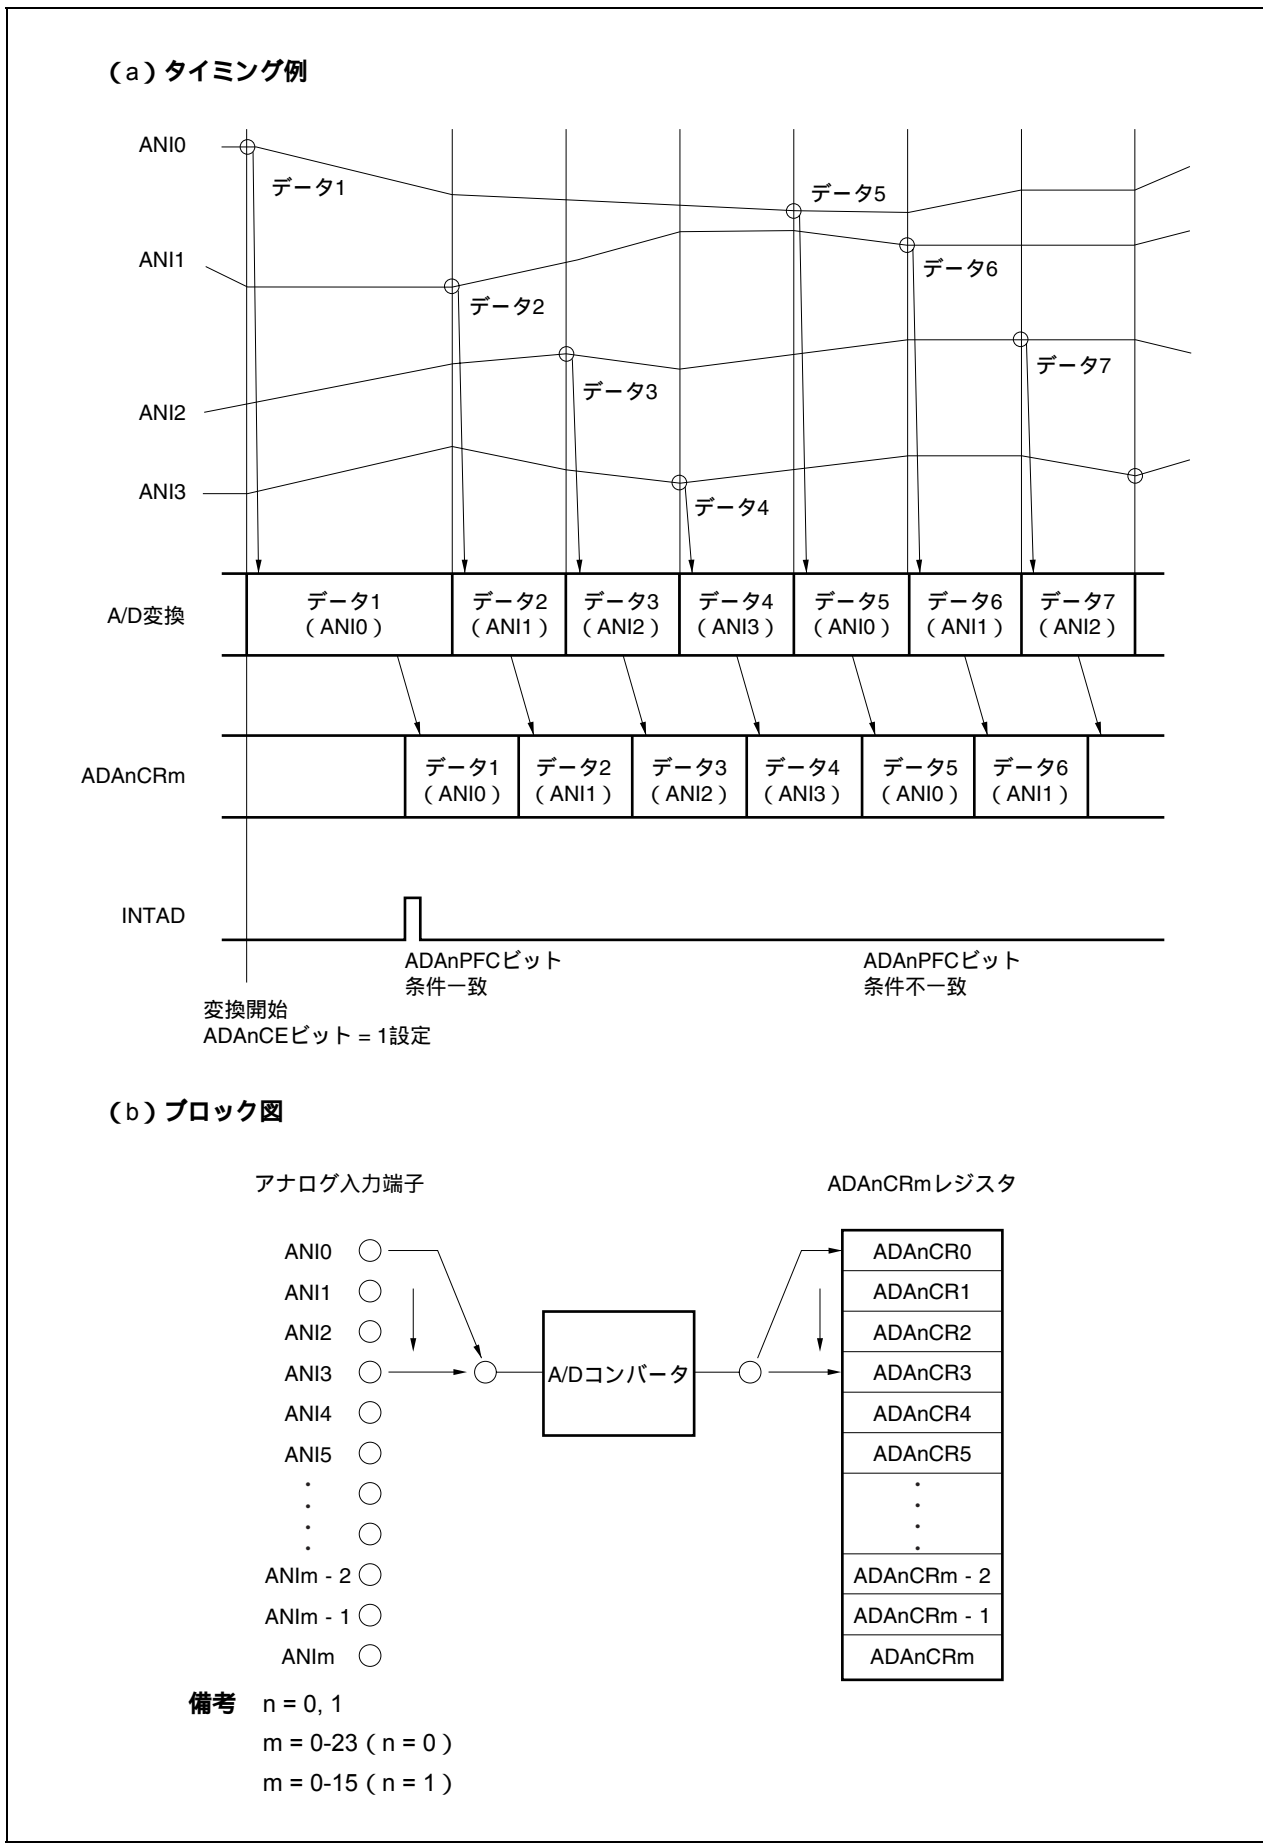 （a）タイミング例
ANI0
データ1
データ5
ANI1
データ6
データ2
データ7
データ3
ANI2
ANI3
データ4
A/D変換
データ1 データ2 データ3 データ4 データ5 データ6 データ7
（ANI0） （ANI1） （ANI2） （ANI3） （ANI0） （ANI1） （ANI2）
ADAnCRm
データ1 データ2 データ3 データ4 データ5 データ6
（ANI0） （ANI1） （ANI2） （ANI3） （ANI0） （ANI1）
INTAD
ADAnPFCビット ADAnPFCビット
条件一致 条件不一致
変換開始
ADAnCEビット = 1設定
（b）ブロック図
アナログ入力端子 ADAnCRmレジスタ
ANI0 ADAnCR0
ANI1 ADAnCR1
ANI2 ADAnCR2
ANI3 A/Dコンバータ ADAnCR3
ANI4 ADAnCR4
ANI5 ADAnCR5
ANIm - 2 ADAnCRm - 2
ANIm - 1 ADAnCRm - 1
ANIm ADAnCRm
備考 n = 0, 1
m = 0-23（n = 0）
m = 0-15（n = 1）